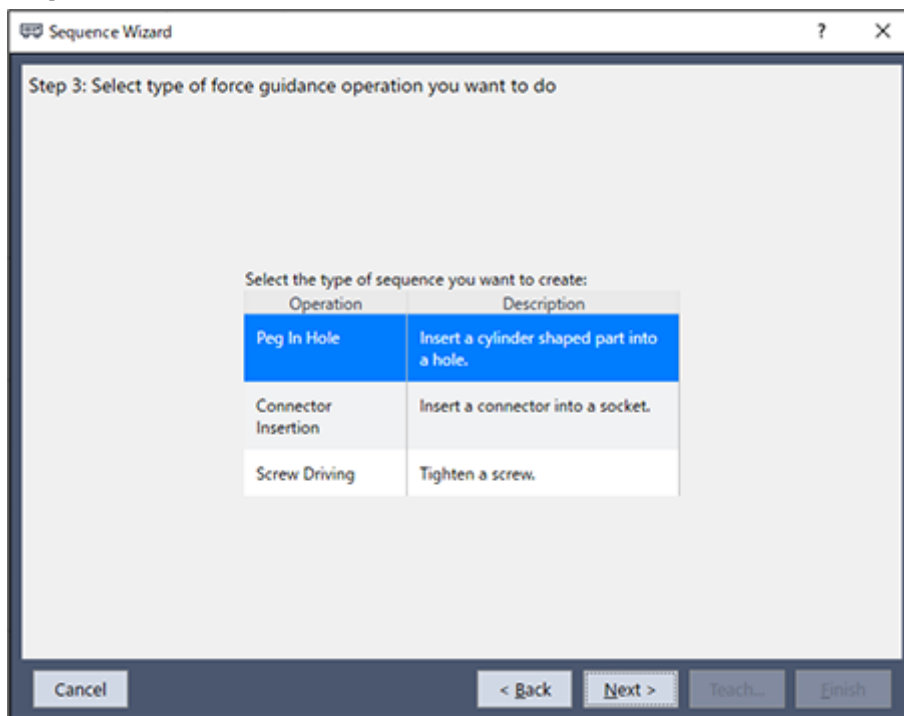 Sequence Wizard ?
Step 3: Select type of force guidance operation you want to do
Select the type of sequence you want to create:
Operation Description
Peg In Hole Insert a cylinder shaped part into
a hole.
Connector Insert a connector into a socket.
Insertion
Screw Driving Tighten a screw.
Cancel < Back Next > Teach... Finish